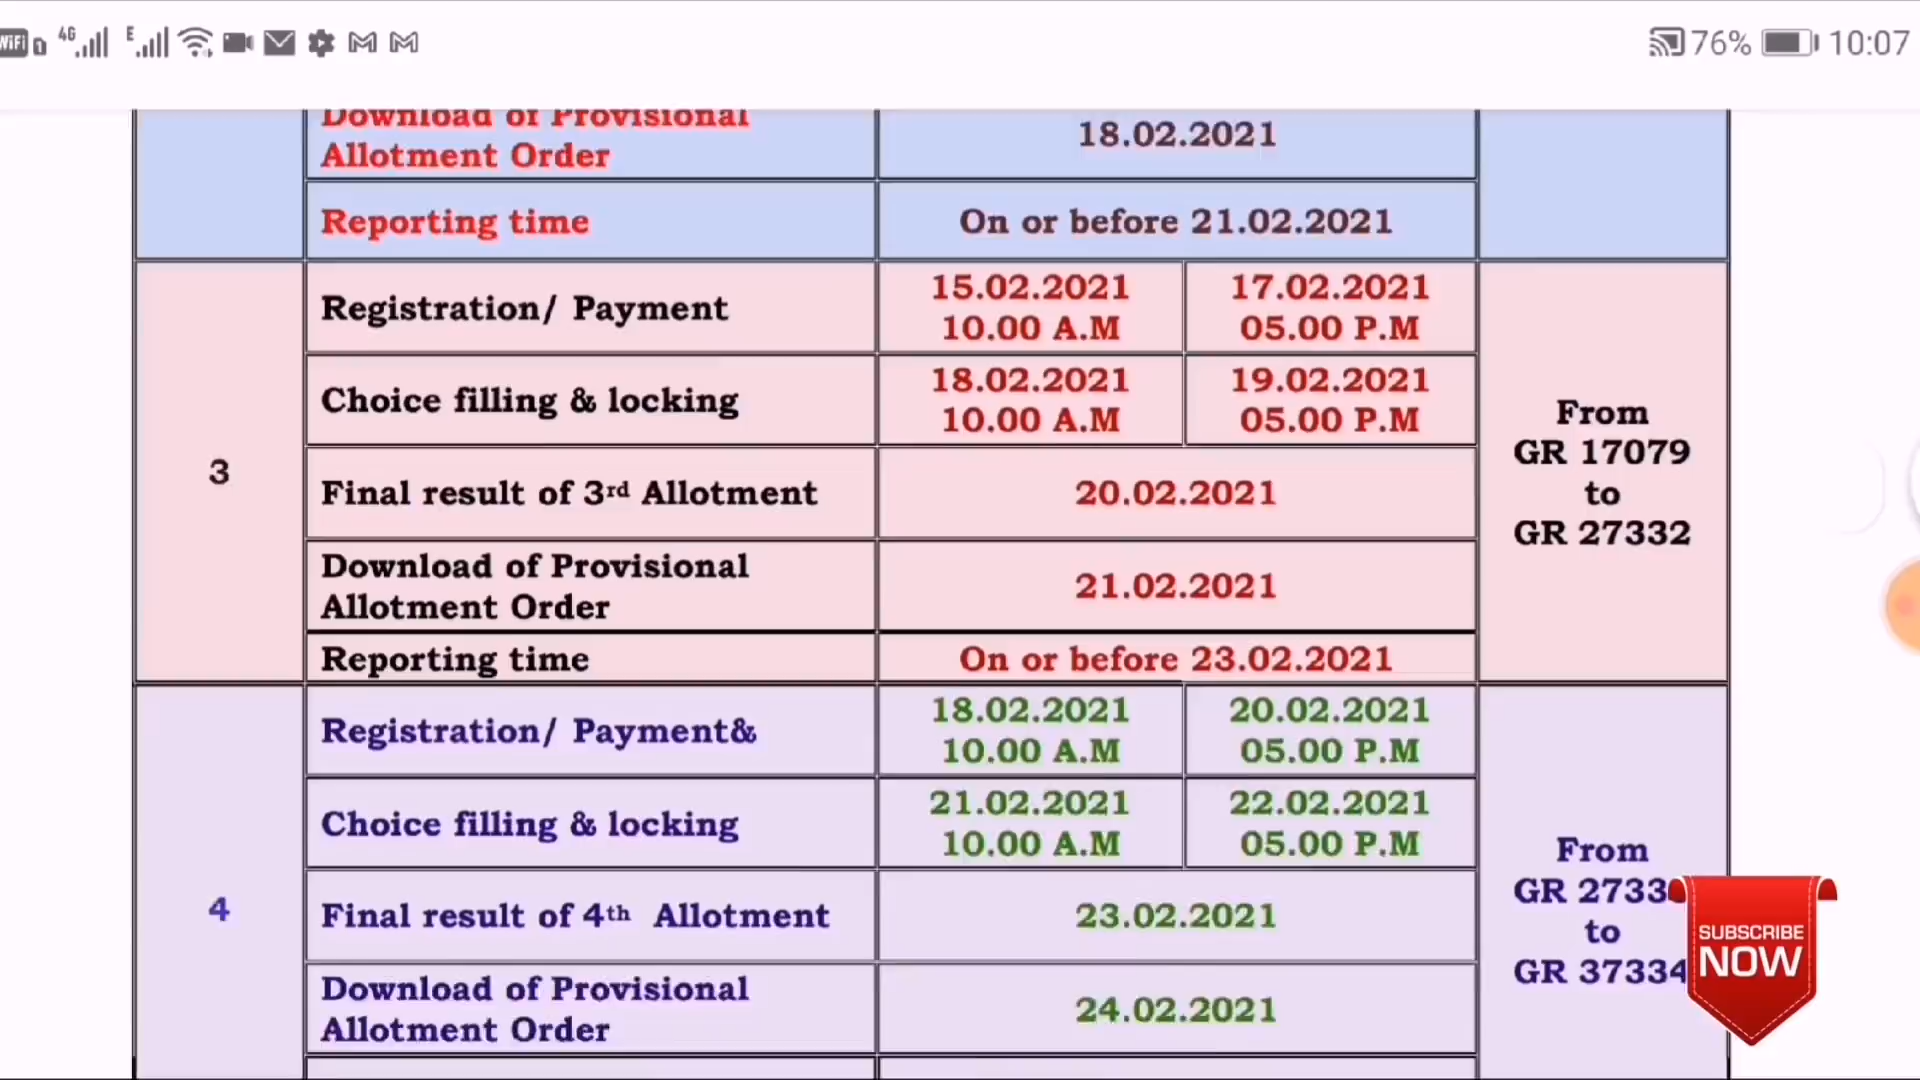 WiFi 1 4G E 76% 10:07
Download of Provisional
Allotment Order
18.02.2021
Reporting time
On or before 21.02.2021
3
Registration/ Payment
15.02.2021
10.00 A.M
17.02.2021
05.00 P.M
Choice filling & locking
18.02.2021
10.00 A.M
19.02.2021
05.00 P.M
Final result of 3rd Allotment
20.02.2021
Download of Provisional
Allotment Order
21.02.2021
Reporting time
On or before 23.02.2021
From
GR 17079
to
GR 27332
4
Registration/ Payment&
18.02.2021
10.00 A.M
20.02.2021
05.00 P.M
Choice filling & locking
21.02.2021
10.00 A.M
22.02.2021
05.00 P.M
Final result of 4th Allotment
23.02.2021
Download of Provisional
Allotment Order
24.02.2021
From
GR
to
GR 37334
SUBSCRIBE
NOW